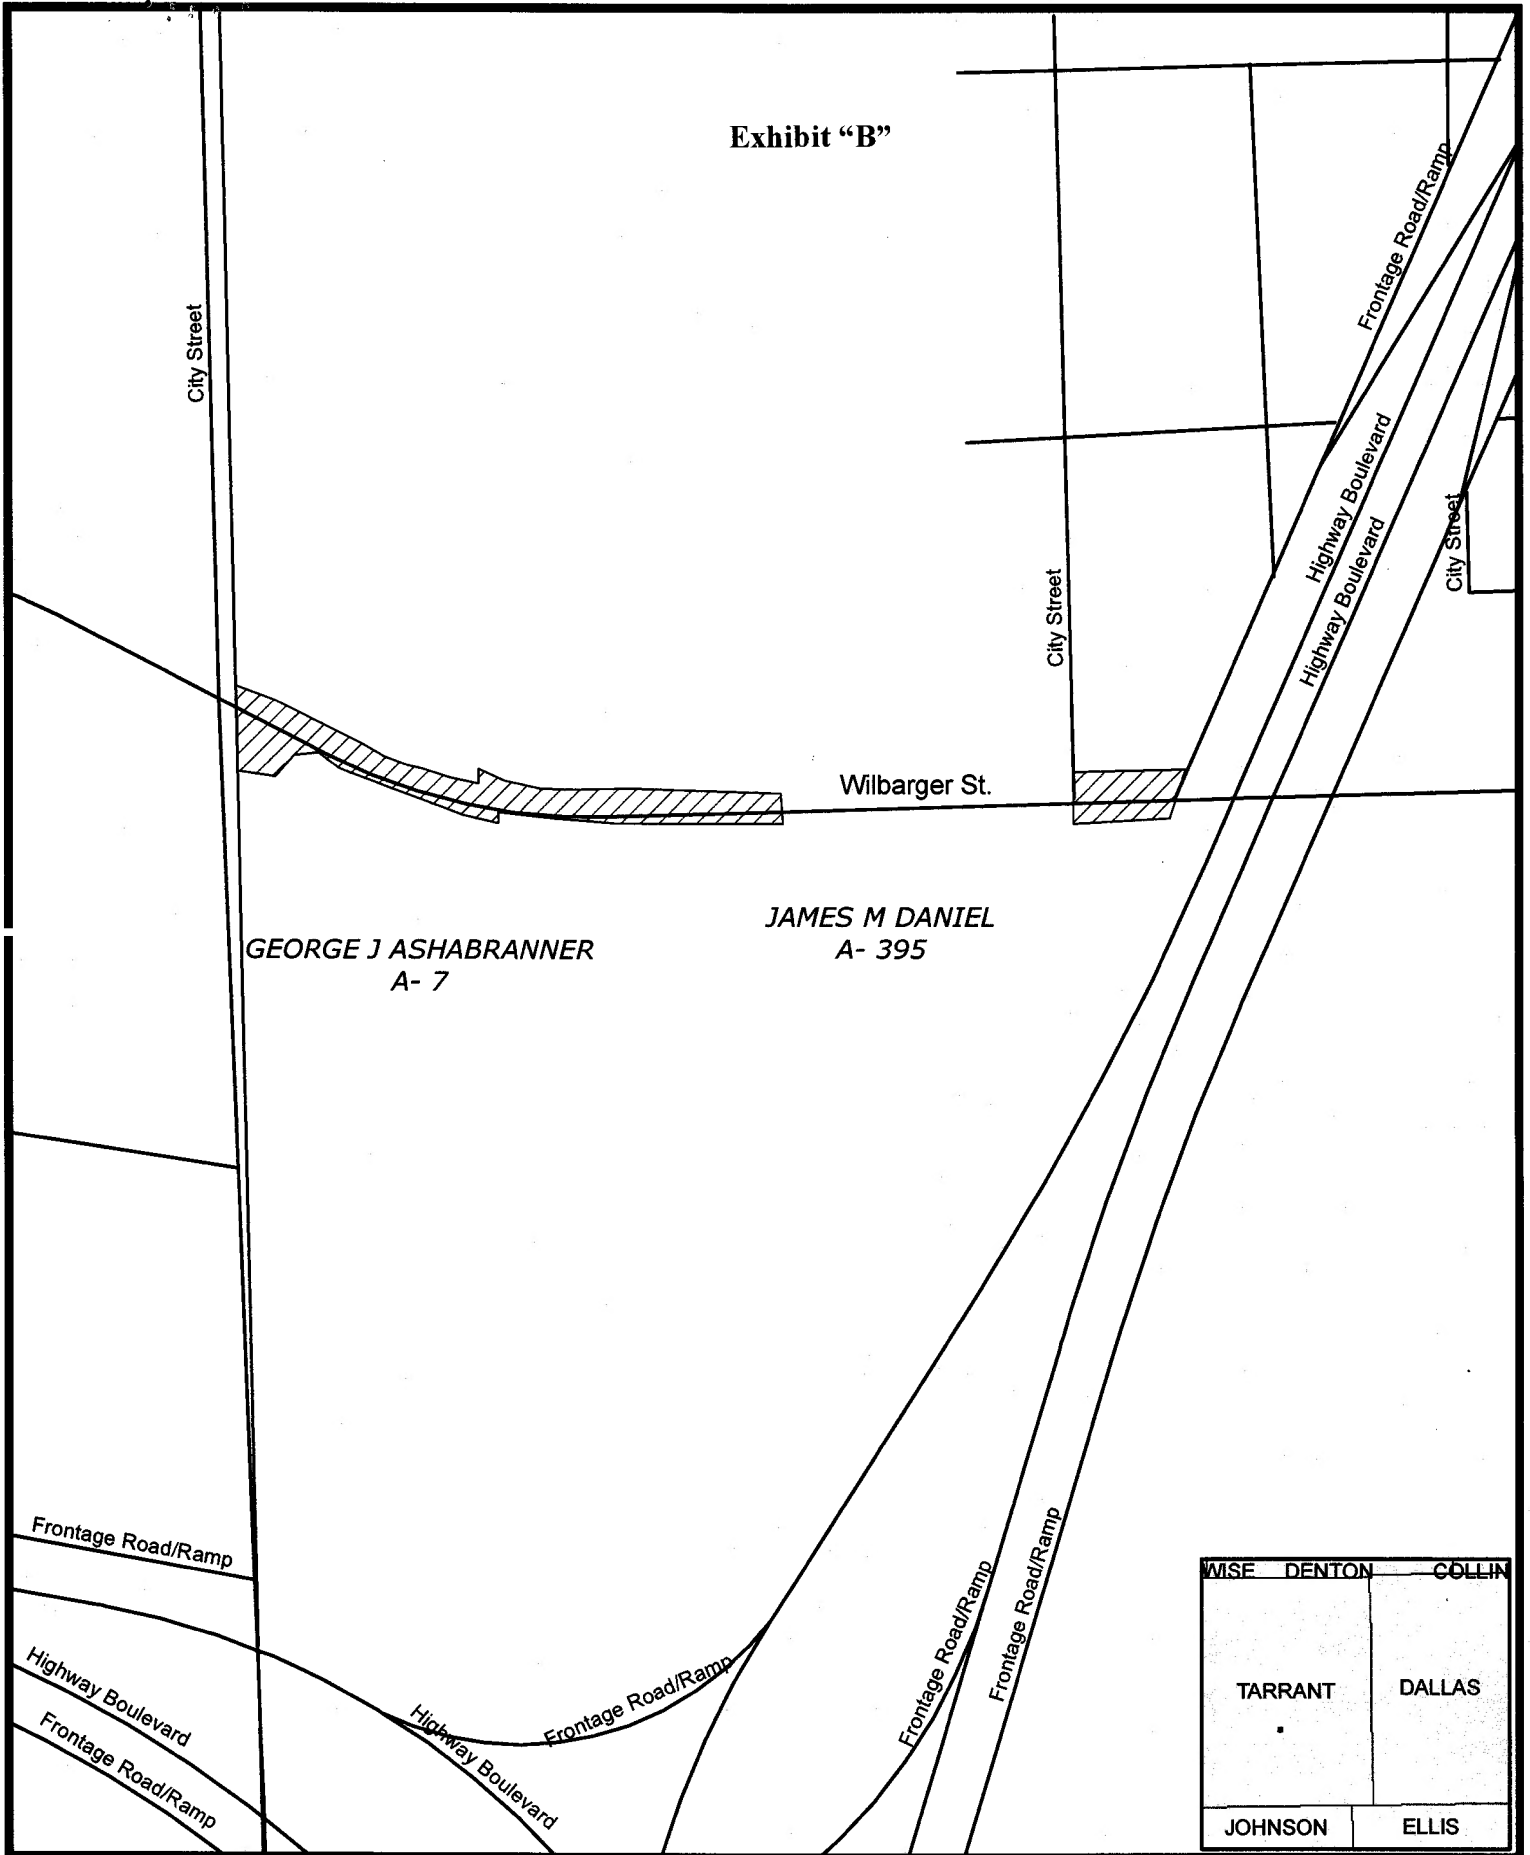 Exhibit “B”
Frontage Road/Ramp
City Street
Highway Boulevard
Highway Boulevard
City Street
City Street
Wilbarger St.
JAMES M DANIEL
A- 395
GEORGE J ASHABRANNER
A- 7
Frontage Road/Ramp
Highway Boulevard
Frontage Road/Ramp
Highway Boulevard
Frontage Road/Ramp
Frontage Road/Ramp
Frontage Road/Ramp
WISE DENTON COLLIN
TARRANT DALLAS
JOHNSON ELLIS